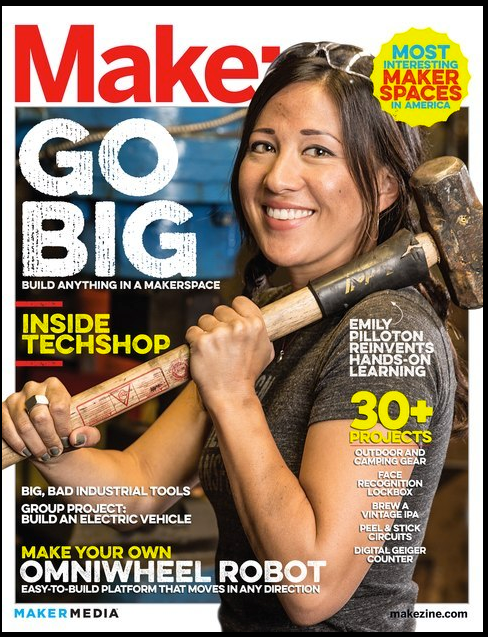 Make:
MOST
INTERESTING
MAKER
SPACES
IN AMERICA
GO
BIG
BUILD ANYTHING IN A MAKERSPACE
INSIDE
TECHSHOP
EMILY
PILLOTON
REINVENTS
HANDS-ON
LEARNING
30+
PROJECTS
OUTDOOR AND
CAMPING GEAR
FACE
RECOGNITION
LOCKBOX
BREW A
VINTAGE IPA
PEEL & STICK
CIRCUITS
DIGITAL GEIGER
COUNTER
BIG, BAD INDUSTRIAL TOOLS
GROUP PROJECT:
BUILD AN ELECTRIC VEHICLE
MAKE YOUR OWN
OMNIWHEEL ROBOT
EASY-TO-BUILD PLATFORM THAT MOVES IN ANY DIRECTION
MAKERMEDIA
makezine.com